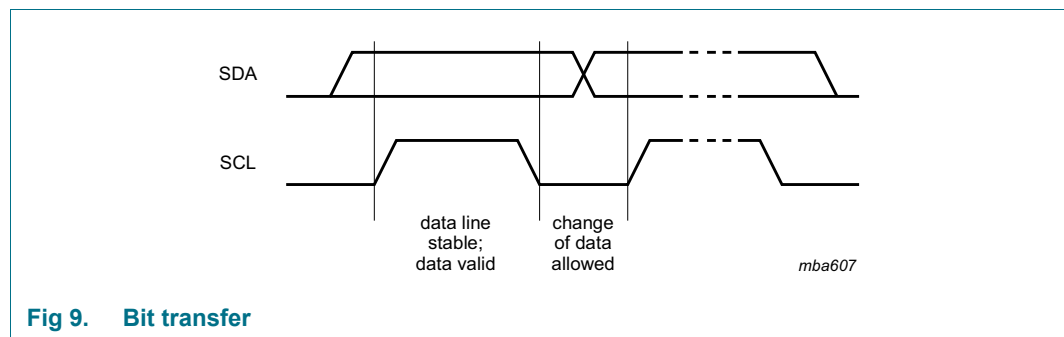 SDA
SCL
data line
stable;
data valid
change
of data
allowed
mba607
Fig 9. Bit transfer